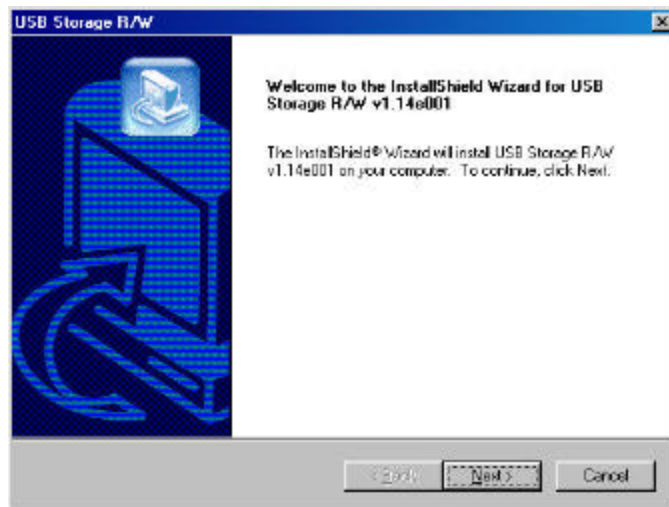 USB Storage R/W
Welcome to the InstallShield Wizard for USB
Storage R/W v1.14e001
The InstallShield® Wizard will install USB Storage R/W
v1.14e001 on your computer. To continue, click Next.
< Back
Next >
Cancel